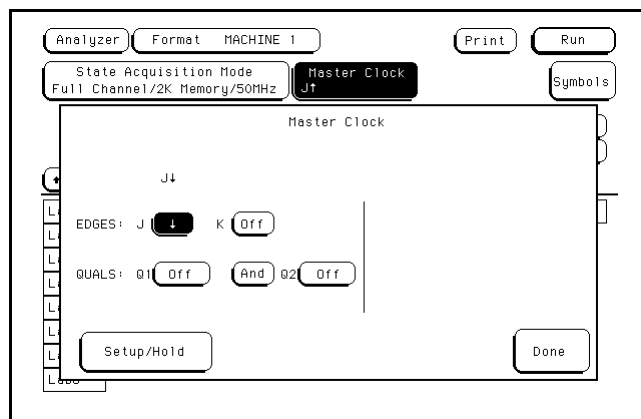 Analyzer Format MACHINE 1 Print Run
State Acquisition Mode
Full Channel/2K Memory/50MHz
Master Clock
J↑
Symbols
Master Clock
J↓
EDGES: J ↓ K Off
QUALS: Q1 Off And Q2 Off
Setup/Hold Done